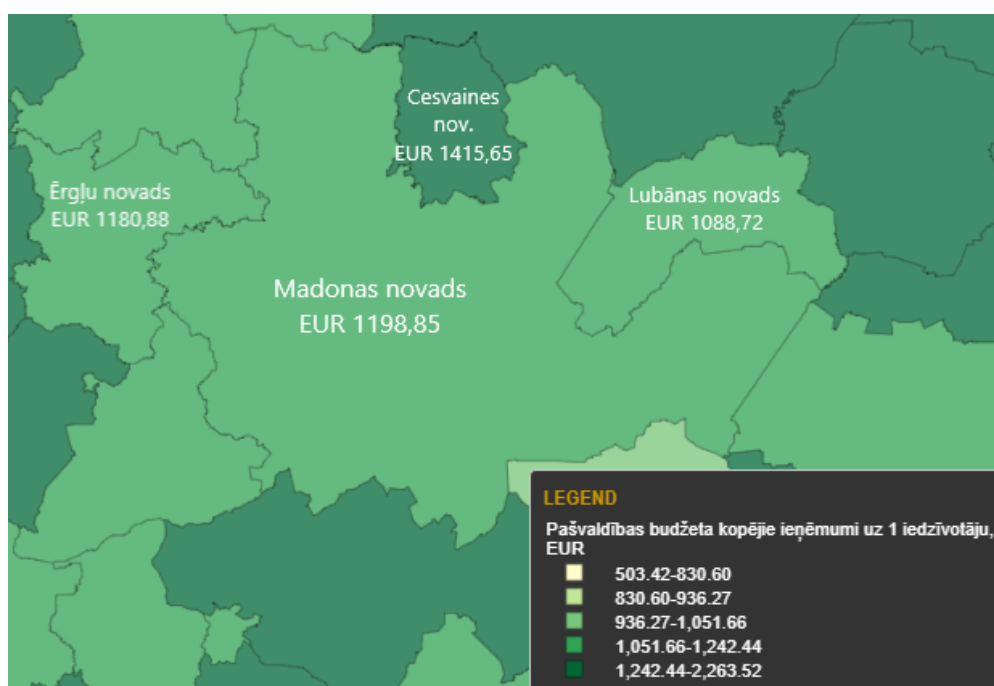 Cesvaines
nov.
EUR 1415,65
Ērgļu novads
EUR 1180,88
Lubānas novads
EUR 1088,72
Madonas novads
EUR 1198,85
LEGEND
Pašvaldības budžeta kopējie ieņēmumi uz 1 iedzīvotāju,
EUR
503.42-830.60
830.60-936.27
936.27-1,051.66
1,051.66-1,242.44
1,242.44-2,263.52